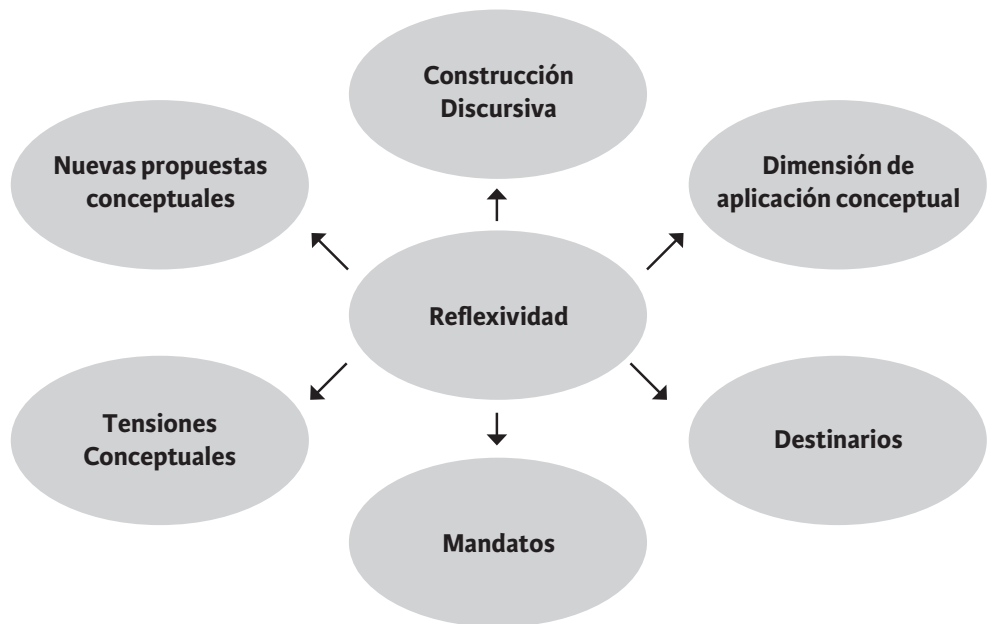 Construcción
Discursiva
Nuevas propuestas
conceptuales
Dimensión de
aplicación conceptual
Reflexividad
Tensiones
Conceptuales
Destinarios
Mandatos